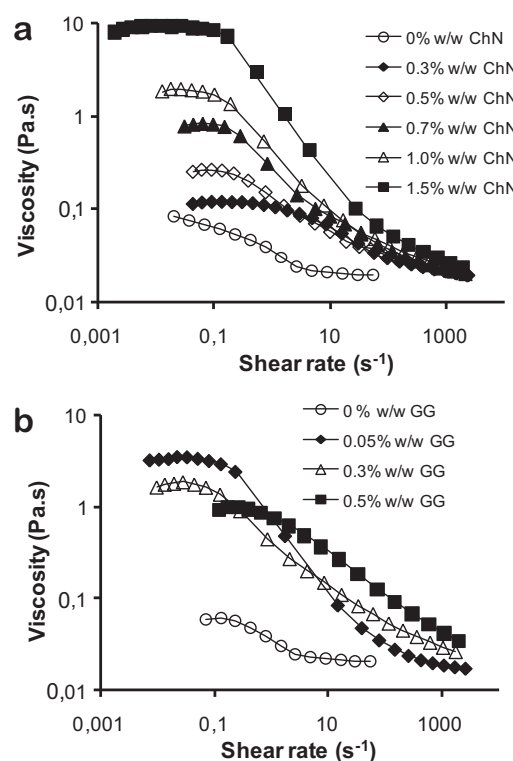 a
10
1
0.1
0,01
0,001
0,1
10
1000
Viscosity (Pa.s)
Shear rate (s-1)
0% w/w ChN
0.3% w/w ChN
0.5% w/w ChN
0.7% w/w ChN
1.0% w/w ChN
1.5% w/w ChN
b
10
1
0,1
0,01
0,001
0,1
10
1000
Viscosity (Pa.s)
Shear rate (s-1)
0 % w/w GG
0.05% w/w GG
0.3% w/w GG
0.5% w/w GG